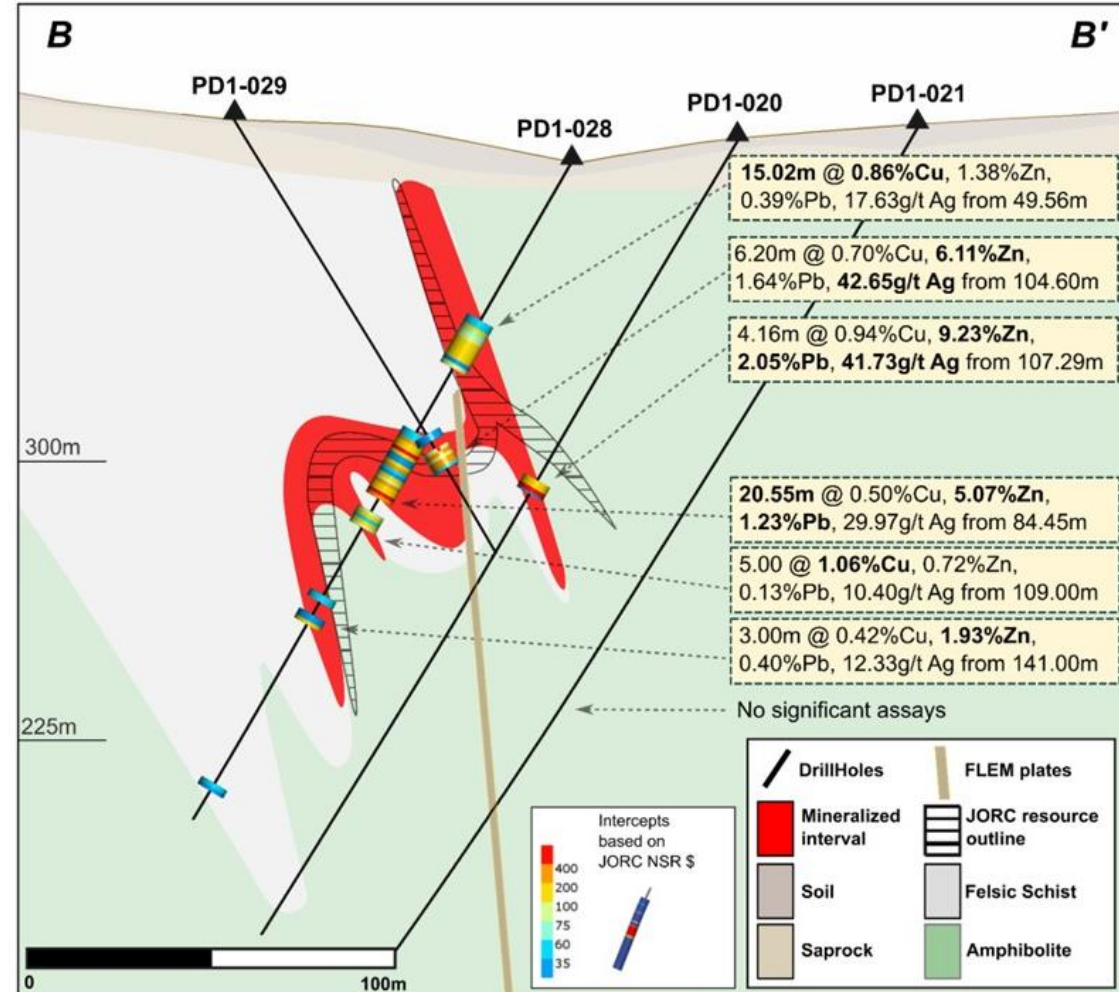 B
B'
PD1-029
PD1-028
PD1-020
PD1-021
15.02m @ 0.86%Cu, 1.38%Zn,
0.39%Pb, 17.63g/t Ag from 49.56m
6.20m @ 0.70%Cu, 6.11%Zn,
1.64%Pb, 42.65g/t Ag from 104.60m
4.16m @ 0.94%Cu, 9.23%Zn,
2.05%Pb, 41.73g/t Ag from 107.29m
300m
20.55m @ 0.50%Cu, 5.07%Zn,
1.23%Pb, 29.97g/t Ag from 84.45m
5.00 @ 1.06%Cu, 0.72%Zn,
0.13%Pb, 10.40g/t Ag from 109.00m
3.00m @ 0.42%Cu, 1.93%Zn,
0.40%Pb, 12.33g/t Ag from 141.00m
No significant assays
225m
DrillHoles
FLEM plates
Mineralized
interval
JORC resource
outline
Soil
Felsic Schist
Saprock
Amphibolite
Intercepts
based on
JORC NSR $
400
200
100
75
60
35
0
100m